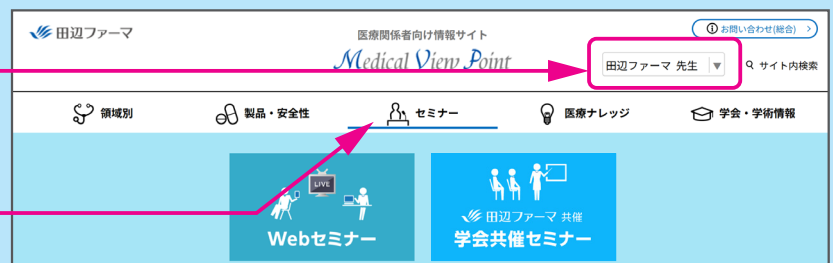 田辺ファーマ
医療関係者向け情報サイト
Medical View Point
お問い合わせ(総合)
田辺ファーマ 先生
サイト内検索
領域別
製品・安全性
セミナー
医療ナレッジ
学会・学術情報
LIVE
Webセミナー
田辺ファーマ 共催
学会共催セミナー